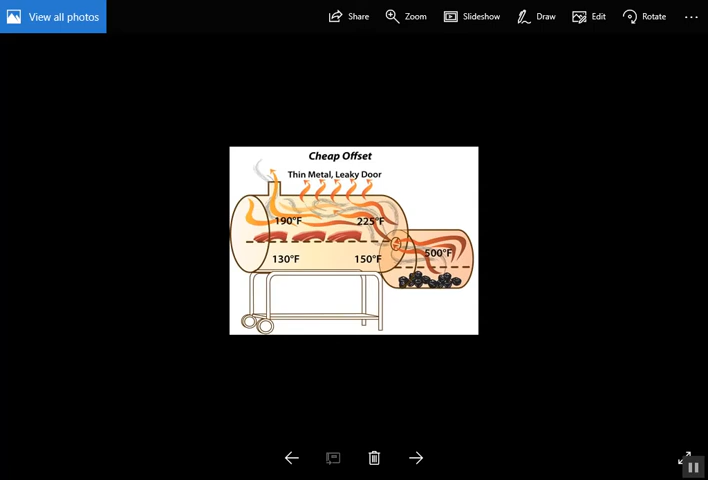 View all photos
Share
Zoom
Slideshow
Draw
Edit
Rotate
Cheap Offset
Thin Metal, Leaky Door
190°F
225°F
500°F
130°F
150°F